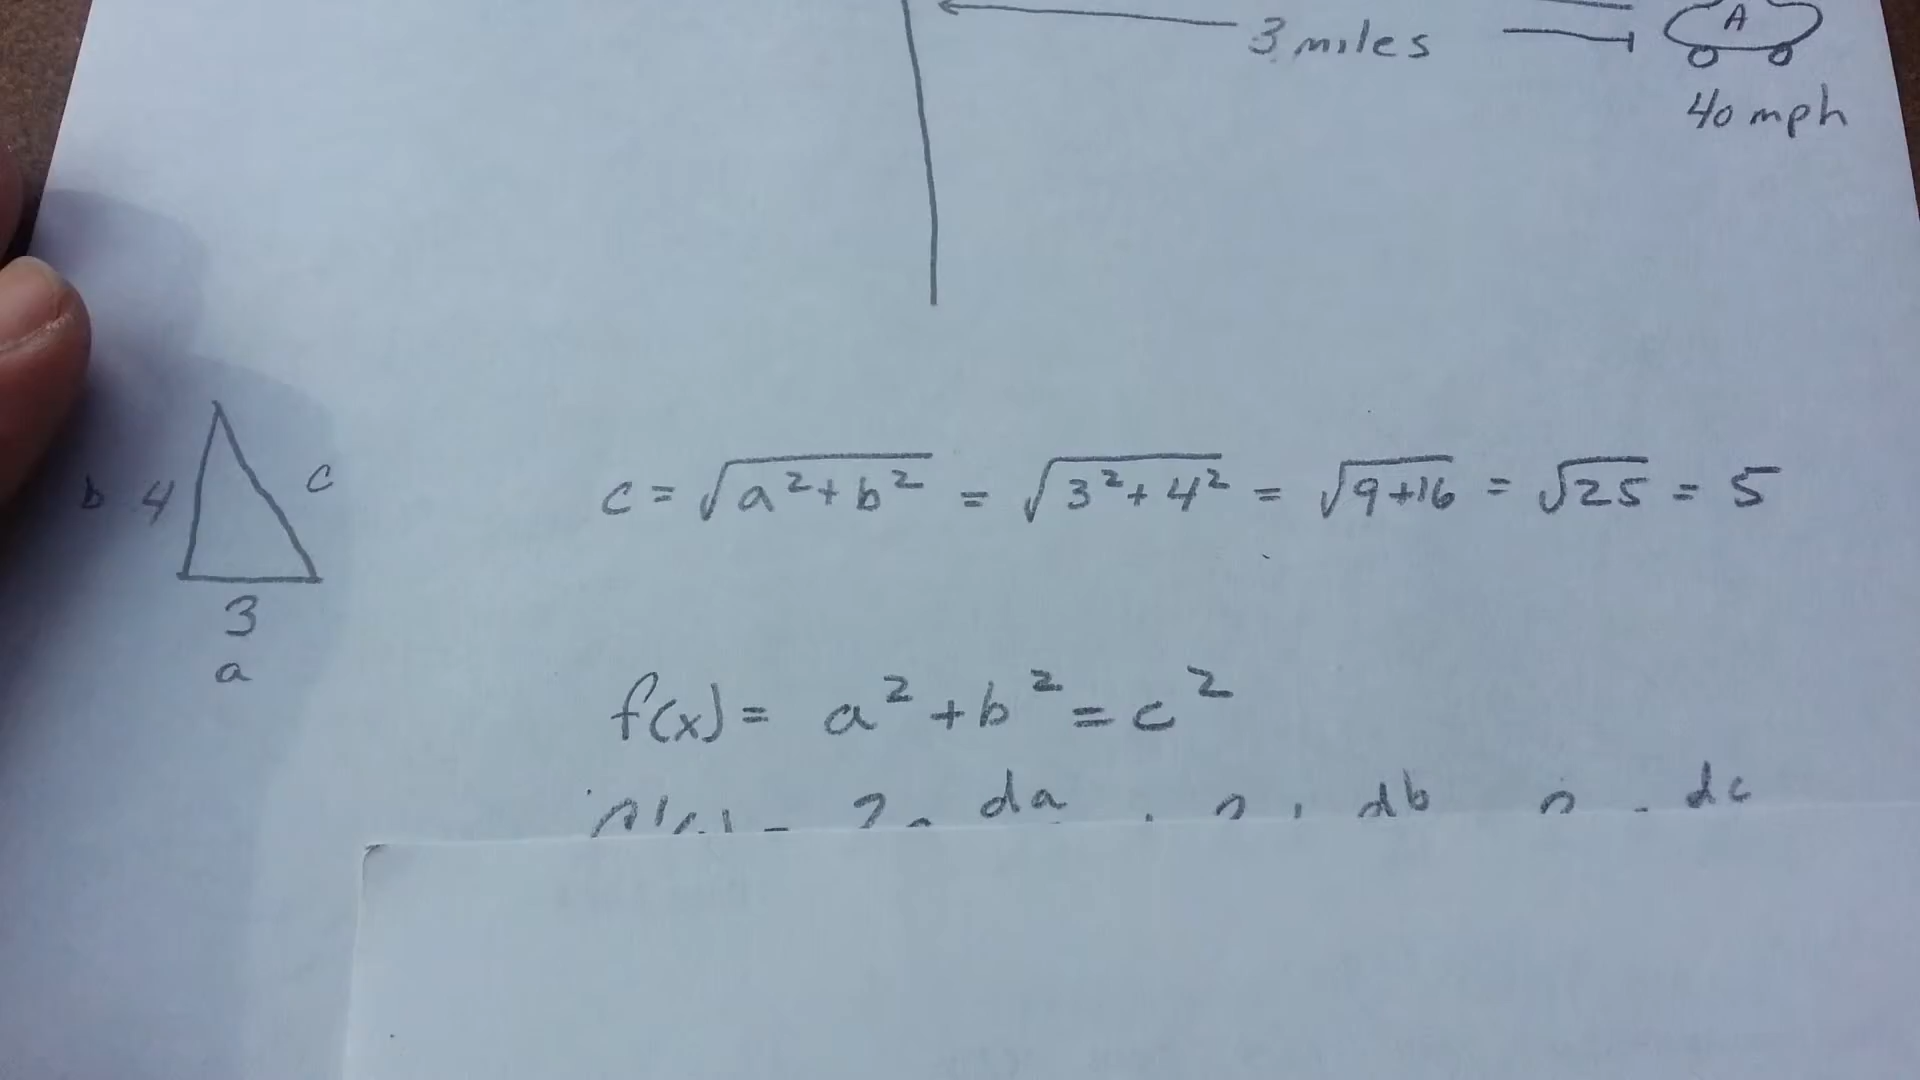 A
3 miles
40 mph
b 4 c
c = √a²+b² = √3²+4² = √9+16 = √25 = 5
3
a
f(x) = a²+b² = c²
da db dc